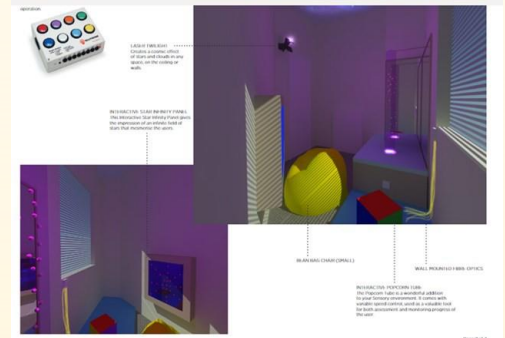 operation
LASER TWILIGHT
Creates a cosmic effect
of stars and clouds in any
space, on the ceiling or
walls.
INTERACTIVE STAR INFINITY PANEL
This Interactive Star Infinity Panel gives
the impression of an infinite field of
stars that mesmerise the users.
BEAN BAG CHAIR (SMALL)
WALL MOUNTED FIBRE OPTICS
INTERACTIVE POPCORN TUBE
The Popcorn Tube is a wonderful addition
to your Sensory environment. It comes with
variable speed control, used as a valuable tool
for both assessment and monitoring progress of
the user.